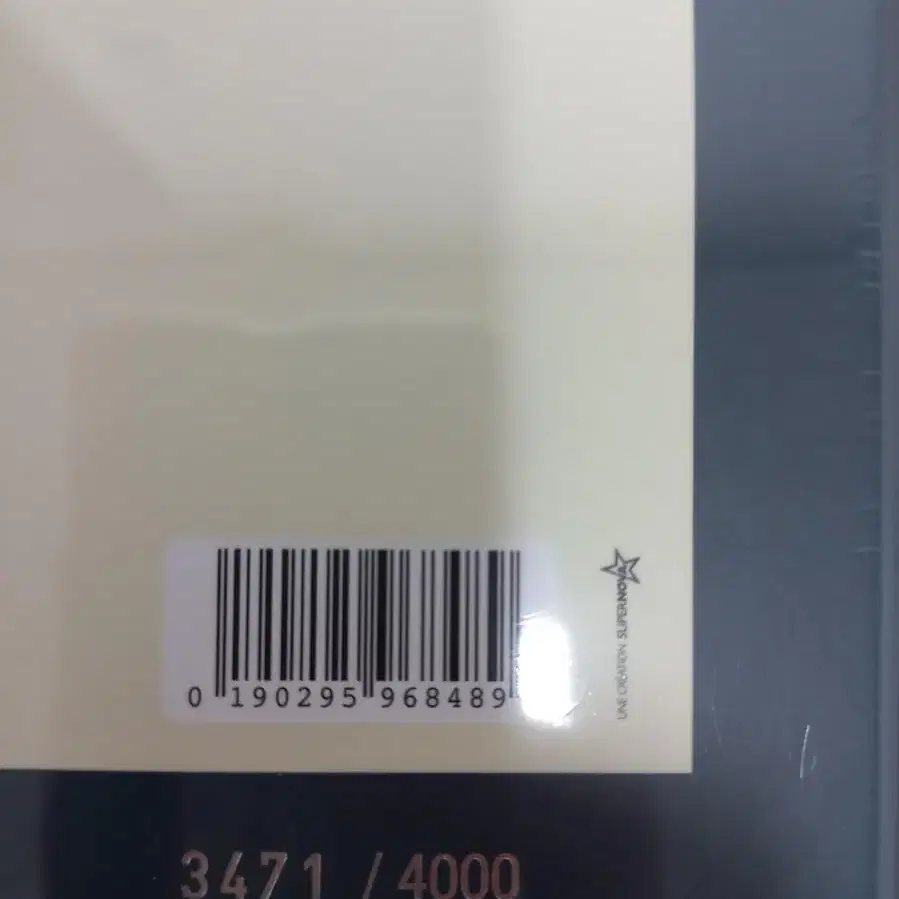 0 190295 968489
UNE CRÉATION SUPERNOVA
3471 / 4000